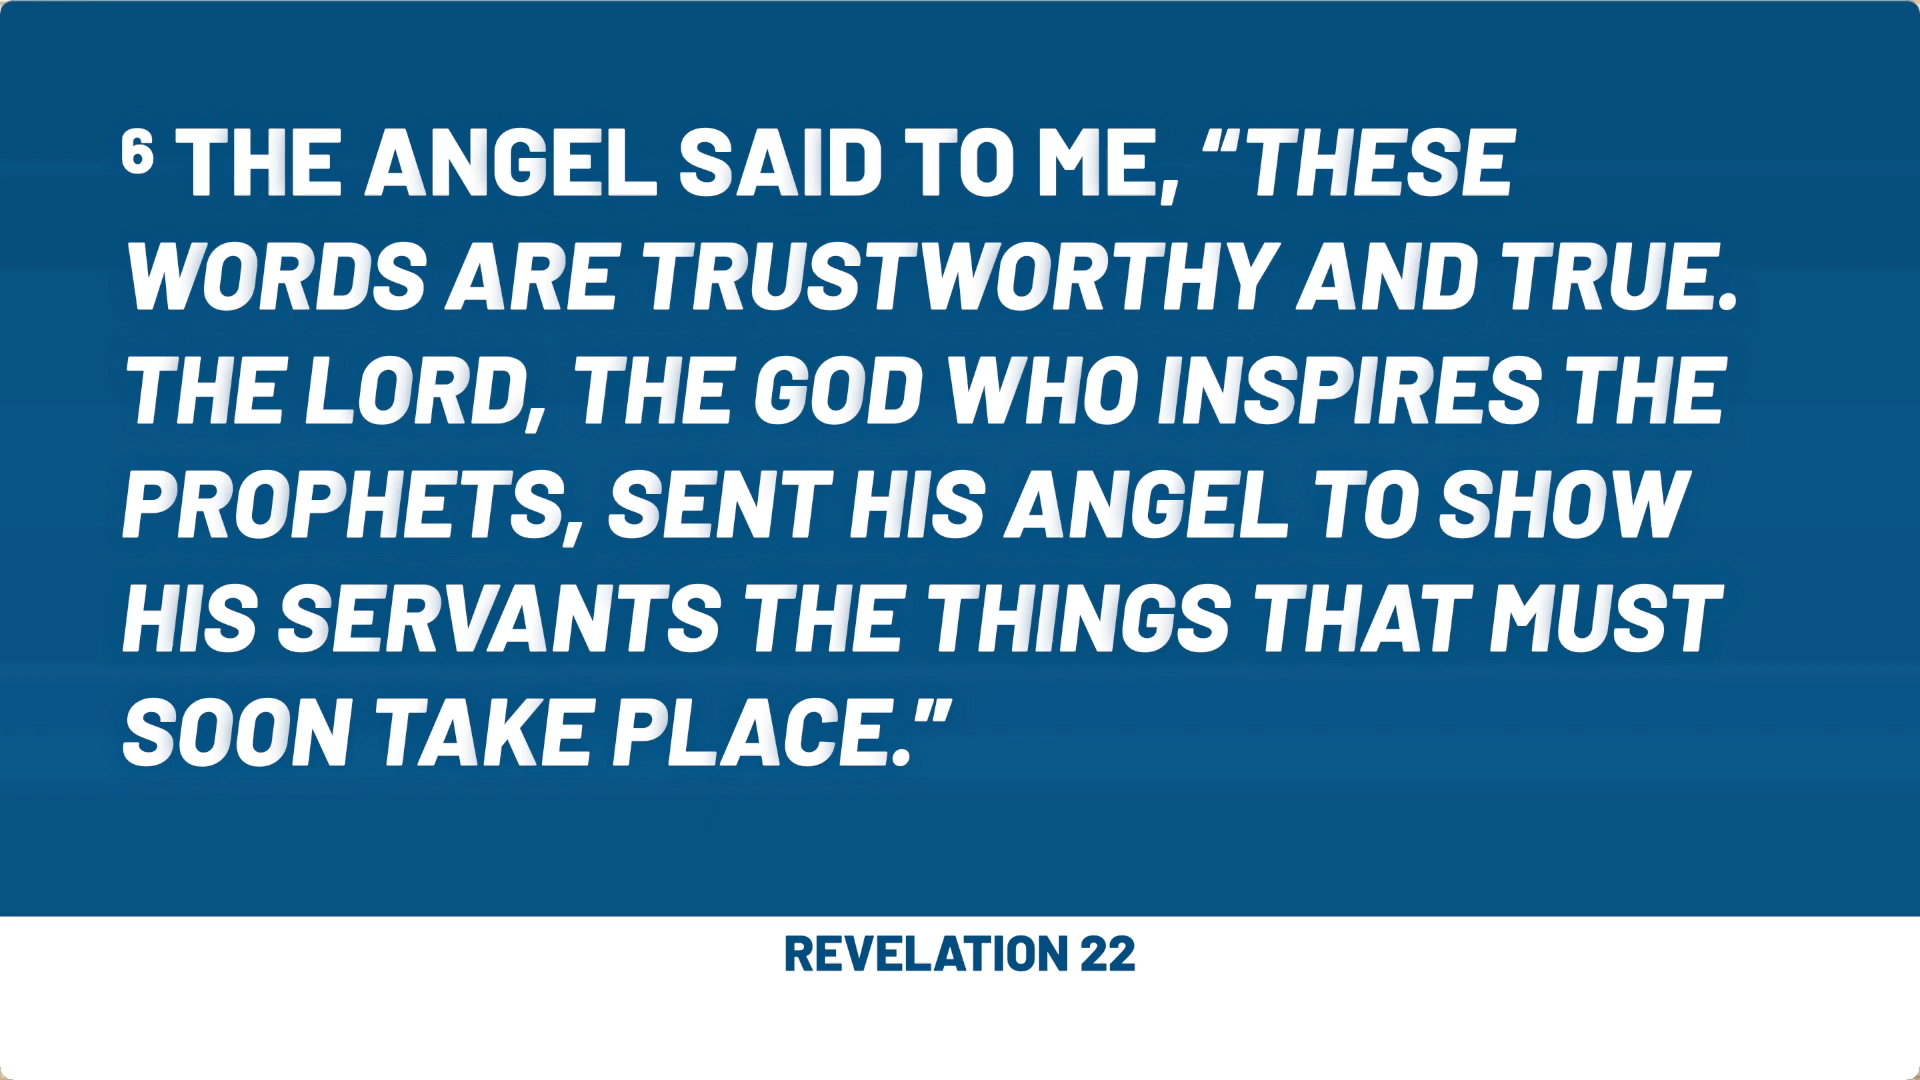 ⁶ THE ANGEL SAID TO ME, “THESE
WORDS ARE TRUSTWORTHY AND TRUE.
THE LORD, THE GOD WHO INSPIRES THE
PROPHETS, SENT HIS ANGEL TO SHOW
HIS SERVANTS THE THINGS THAT MUST
SOON TAKE PLACE.”
REVELATION 22